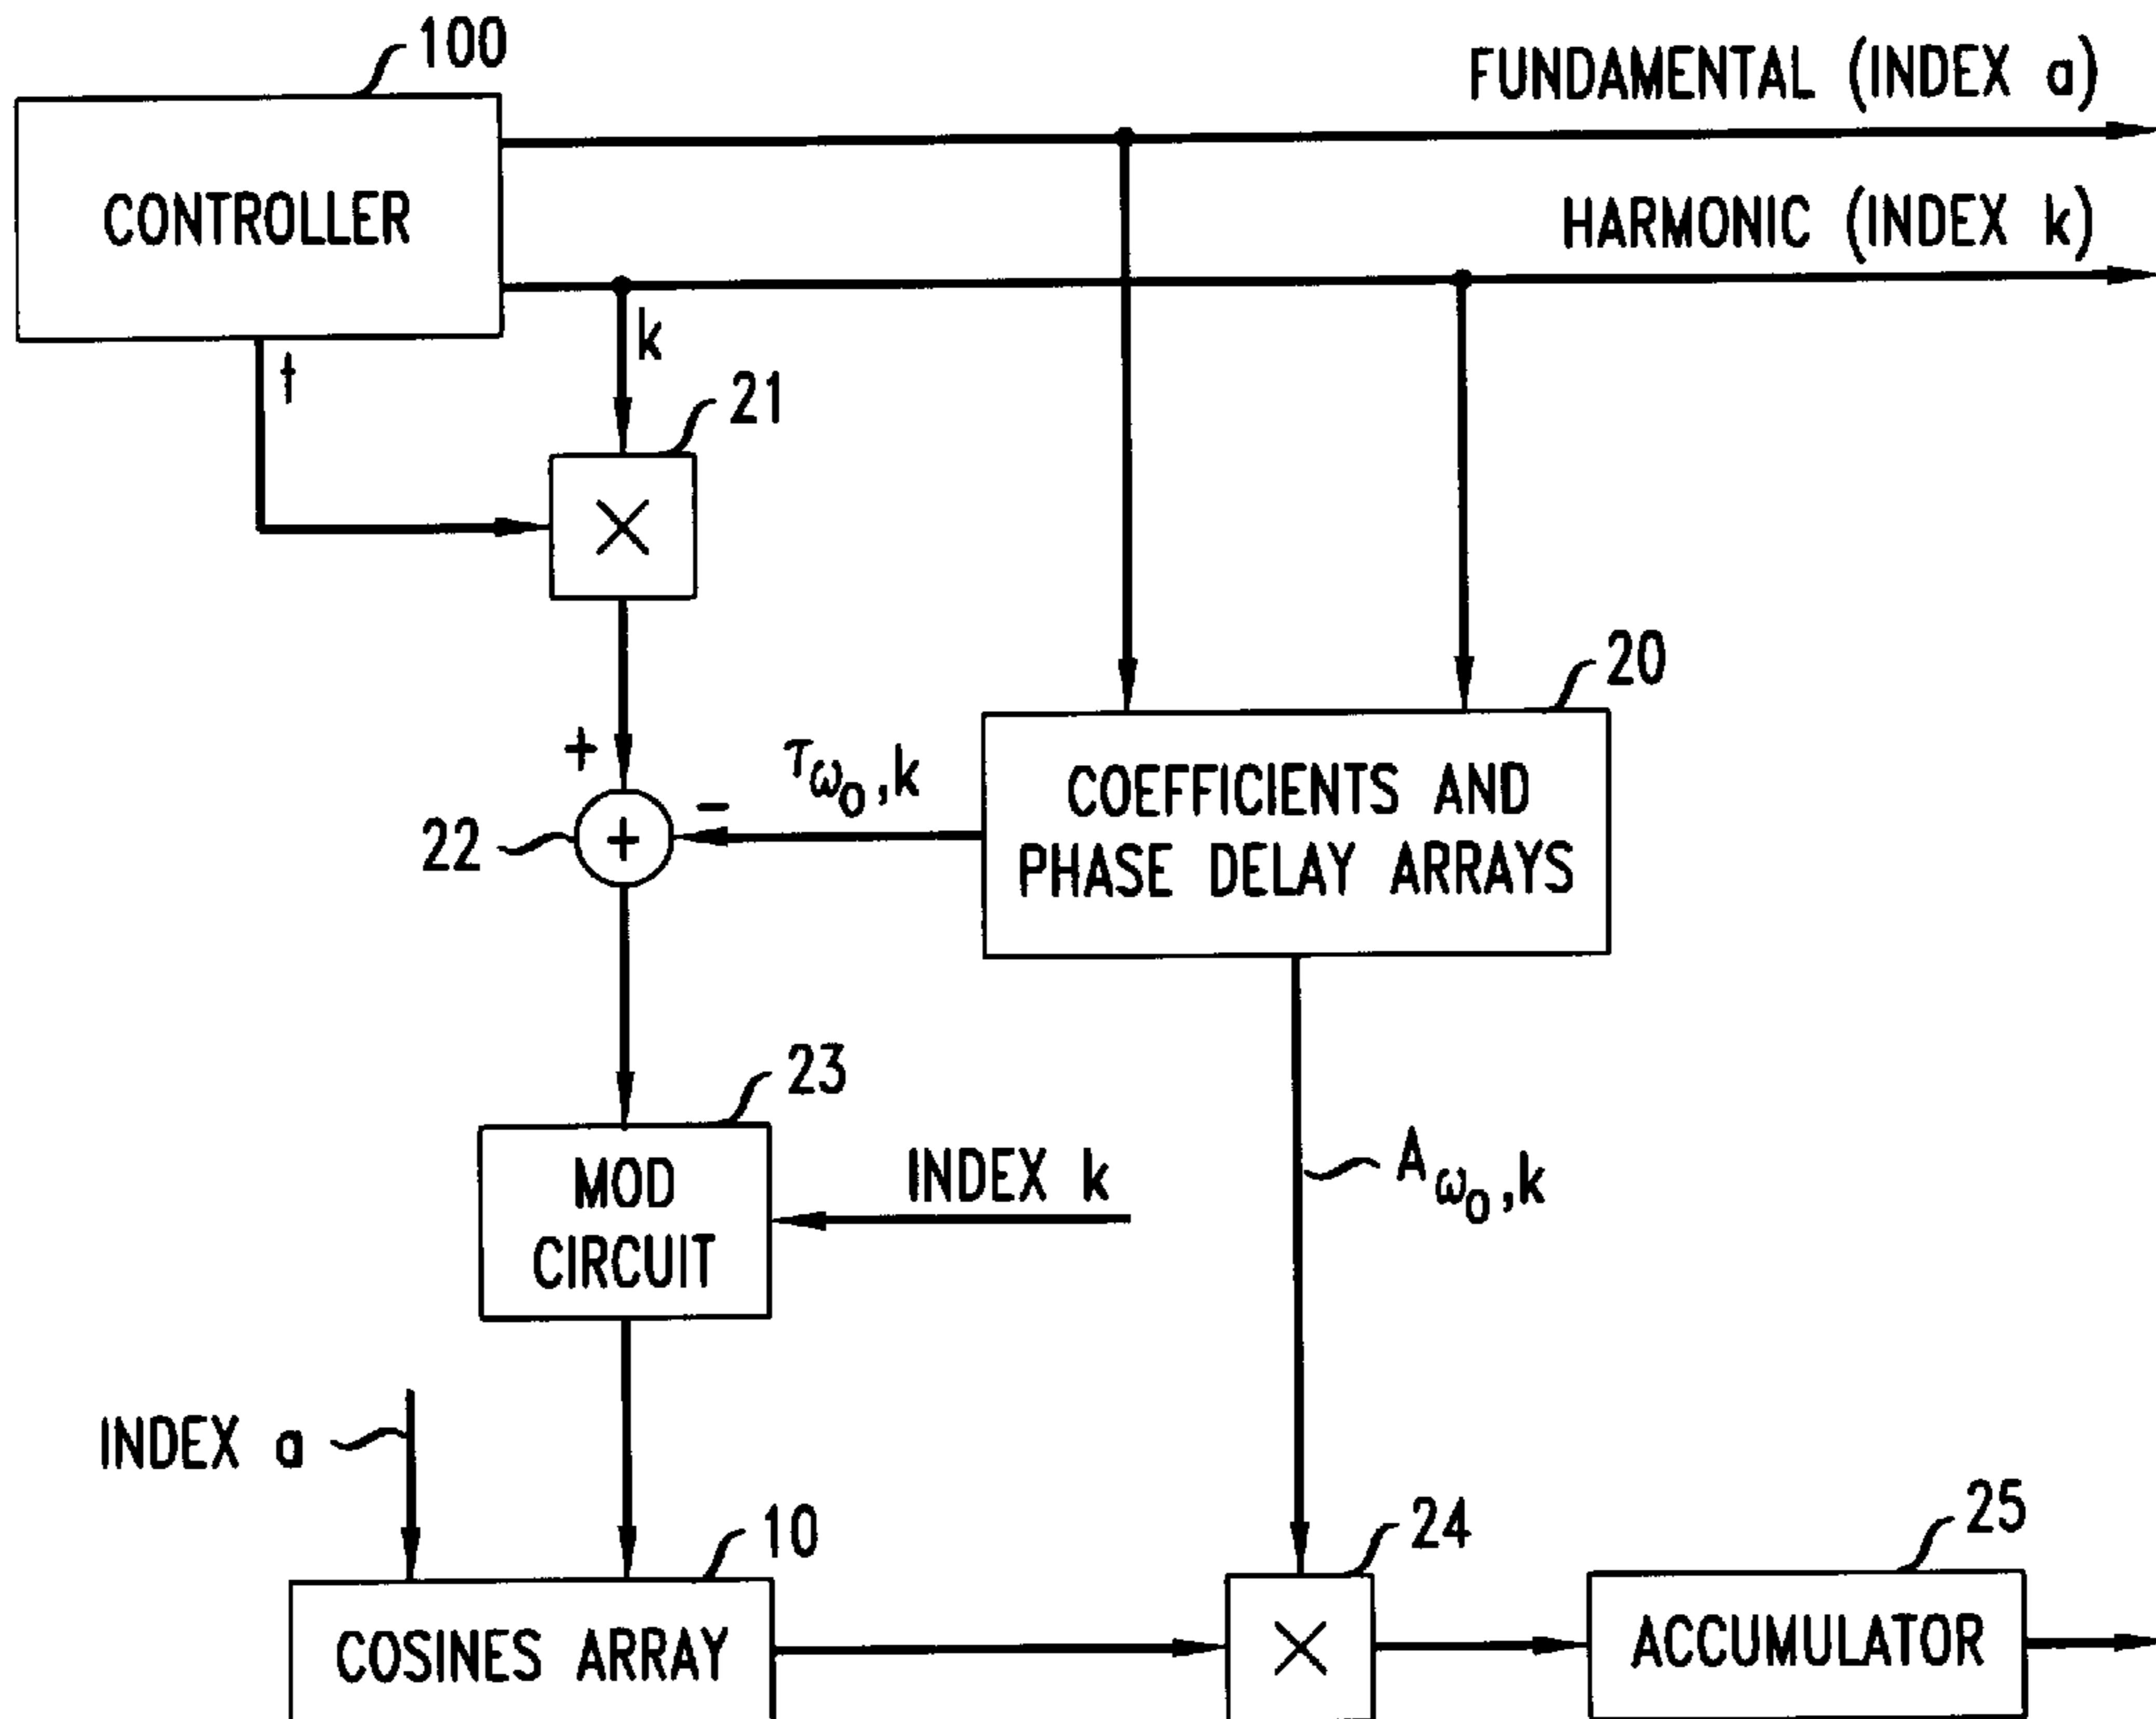 100
FUNDAMENTAL (INDEX a)
CONTROLLER
HARMONIC (INDEX k)
t
k
21
×
20
+
τω0,k
−
COEFFICIENTS AND
PHASE DELAY ARRAYS
22
+
23
MOD
CIRCUIT
INDEX k
Aω0,k
INDEX a
10
24
25
COSINES ARRAY
×
ACCUMULATOR